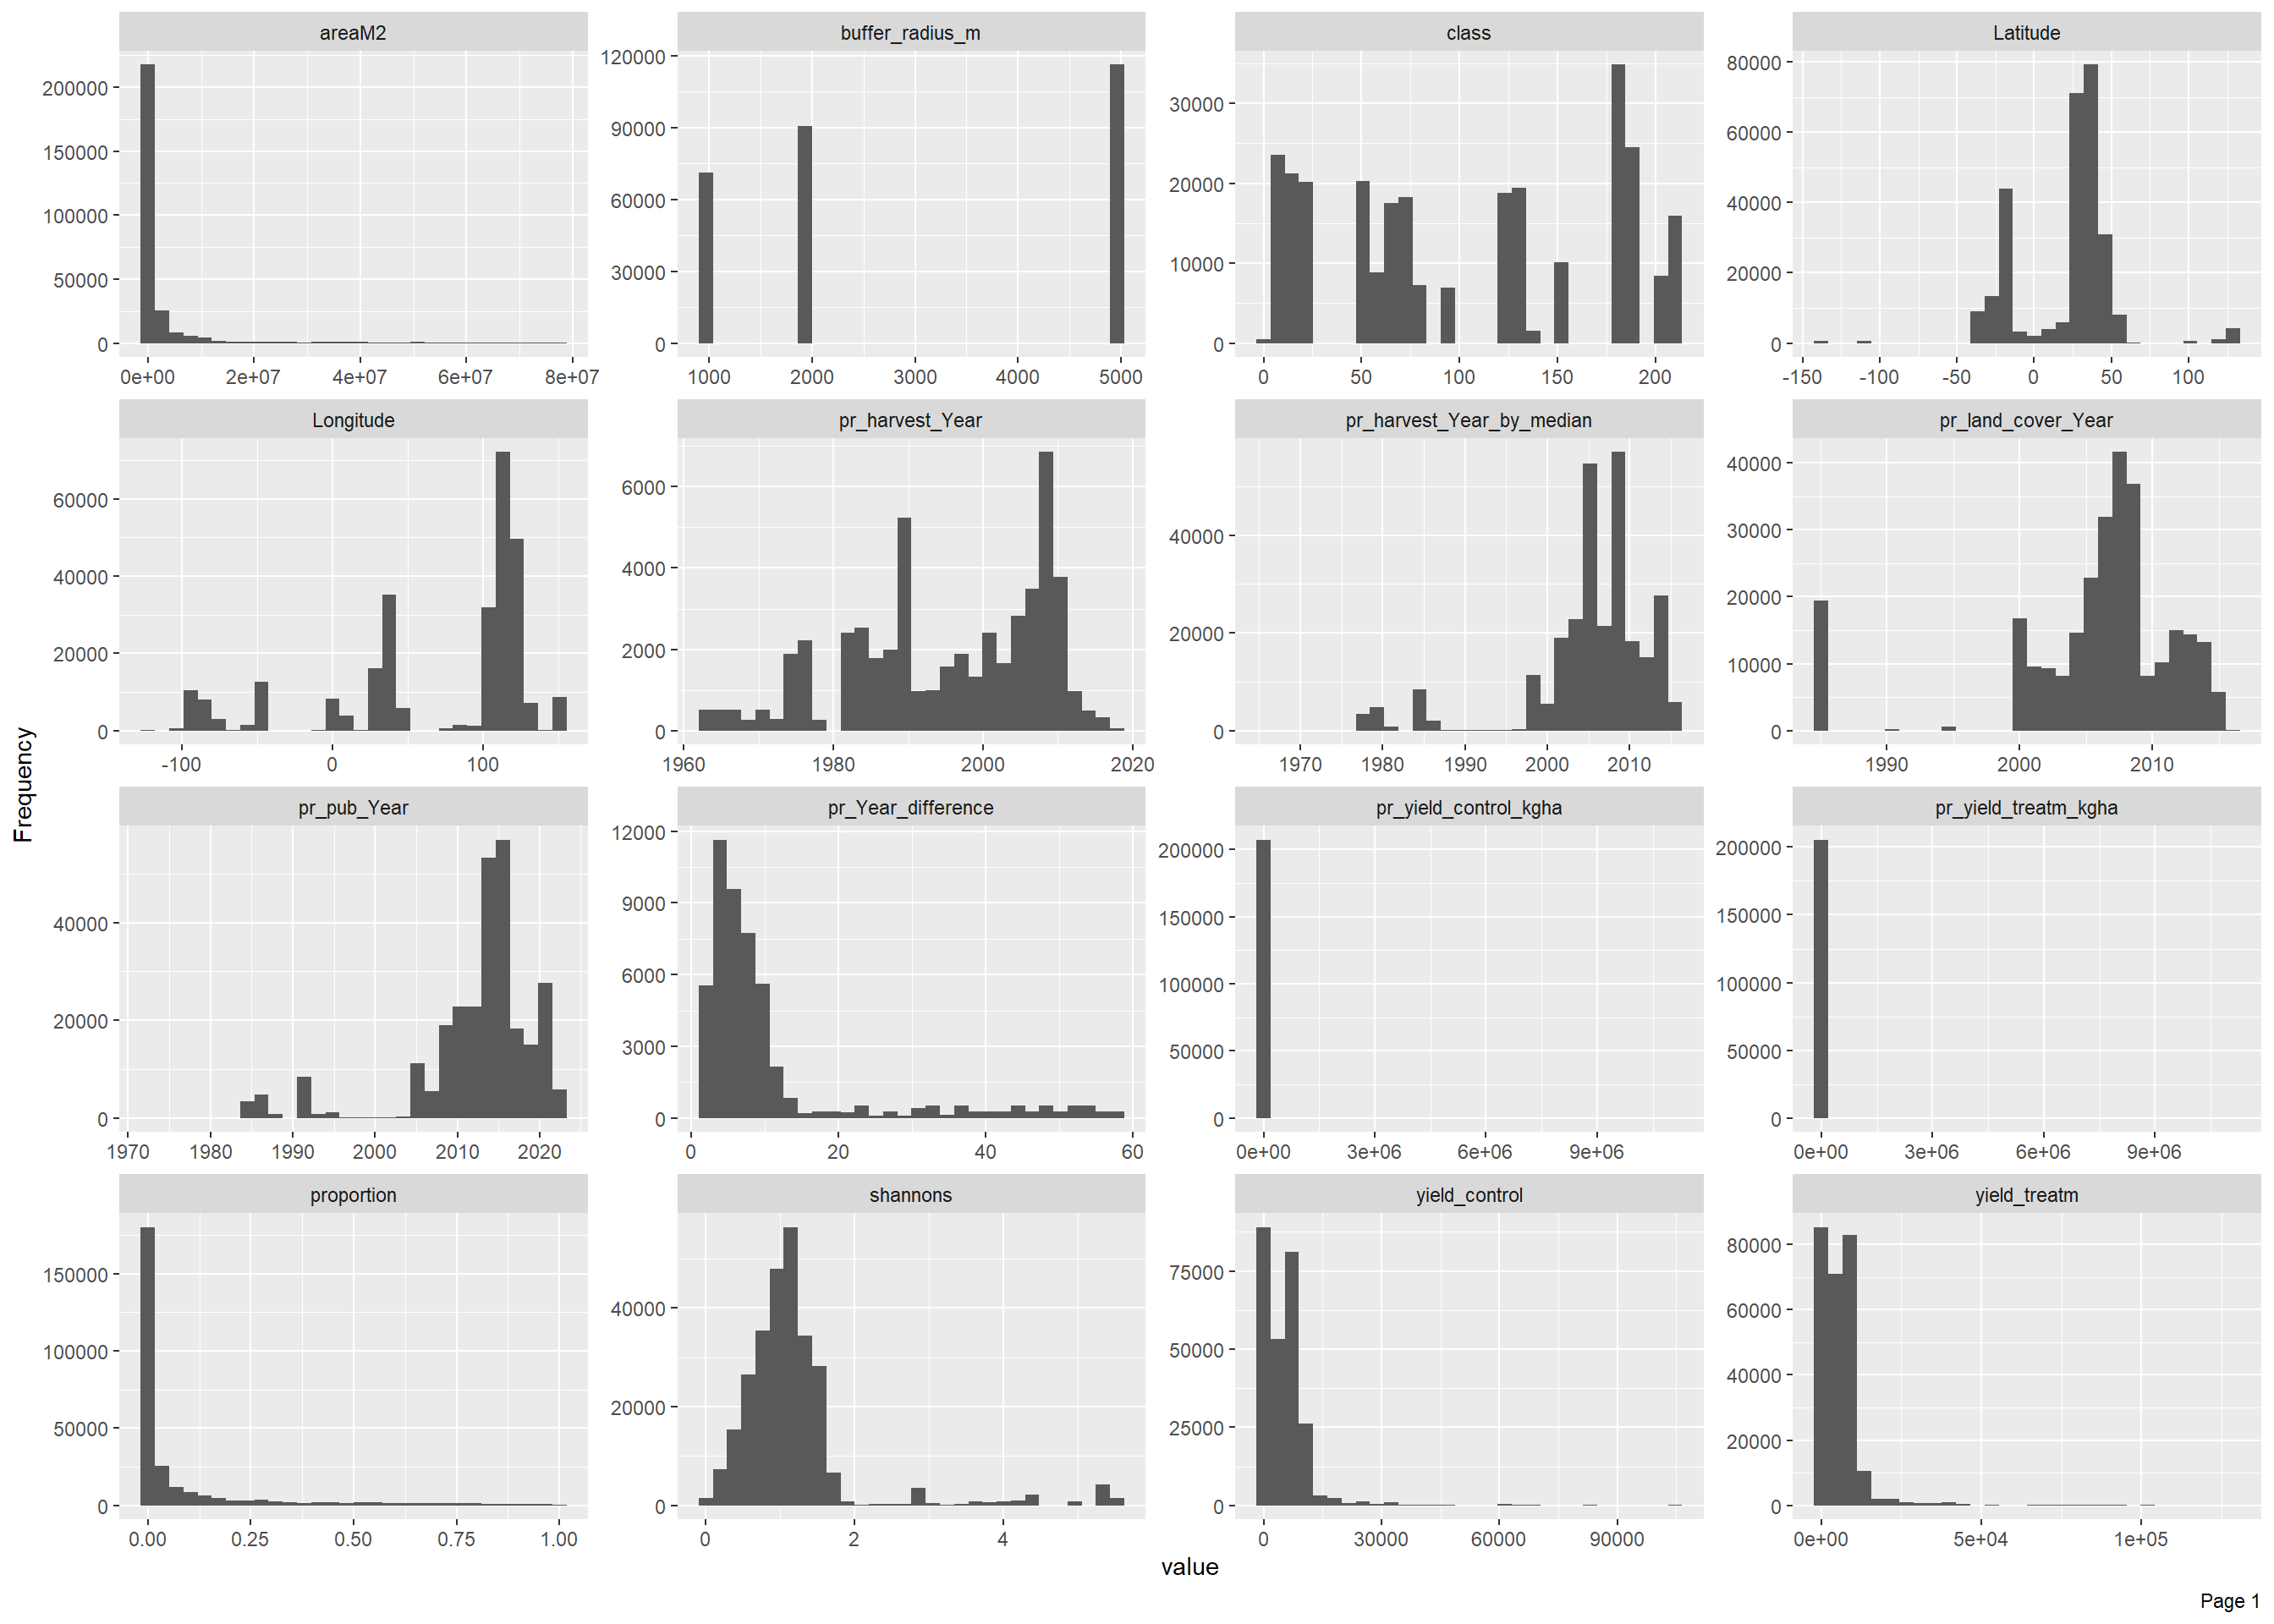 areaM2 buffer_radius_m class Latitude
200000 150000 100000 50000 0
120000 90000 60000 30000 0
30000 20000 10000 0
80000 60000 40000 20000 0
0e+00 2e+07 4e+07 6e+07 8e+07
1000 2000 3000 4000 5000
0 50 100 150 200
-150 -100 -50 0 50 100
Longitude pr_harvest_Year pr_harvest_Year_by_median pr_land_cover_Year
60000 40000 20000 0
6000 4000 2000 0
40000 20000 0
40000 30000 20000 10000 0
-100 0 100
1960 1980 2000 2020
1970 1980 1990 2000 2010
1990 2000 2010
Frequency
pr_pub_Year pr_Year_difference pr_yield_control_kgha pr_yield_treatm_kgha
40000 20000 0
12000 9000 6000 3000 0
200000 150000 100000 50000 0
200000 150000 100000 50000 0
1970 1980 1990 2000 2010 2020
0 20 40 60
0e+00 3e+06 6e+06 9e+06
0e+00 3e+06 6e+06 9e+06
proportion shannons yield_control yield_treatm
150000 100000 50000 0
40000 20000 0
75000 50000 25000 0
80000 60000 40000 20000 0
0.00 0.25 0.50 0.75 1.00
0 2 4
0 30000 60000 90000
0e+00 5e+04 1e+05
value
Page 1